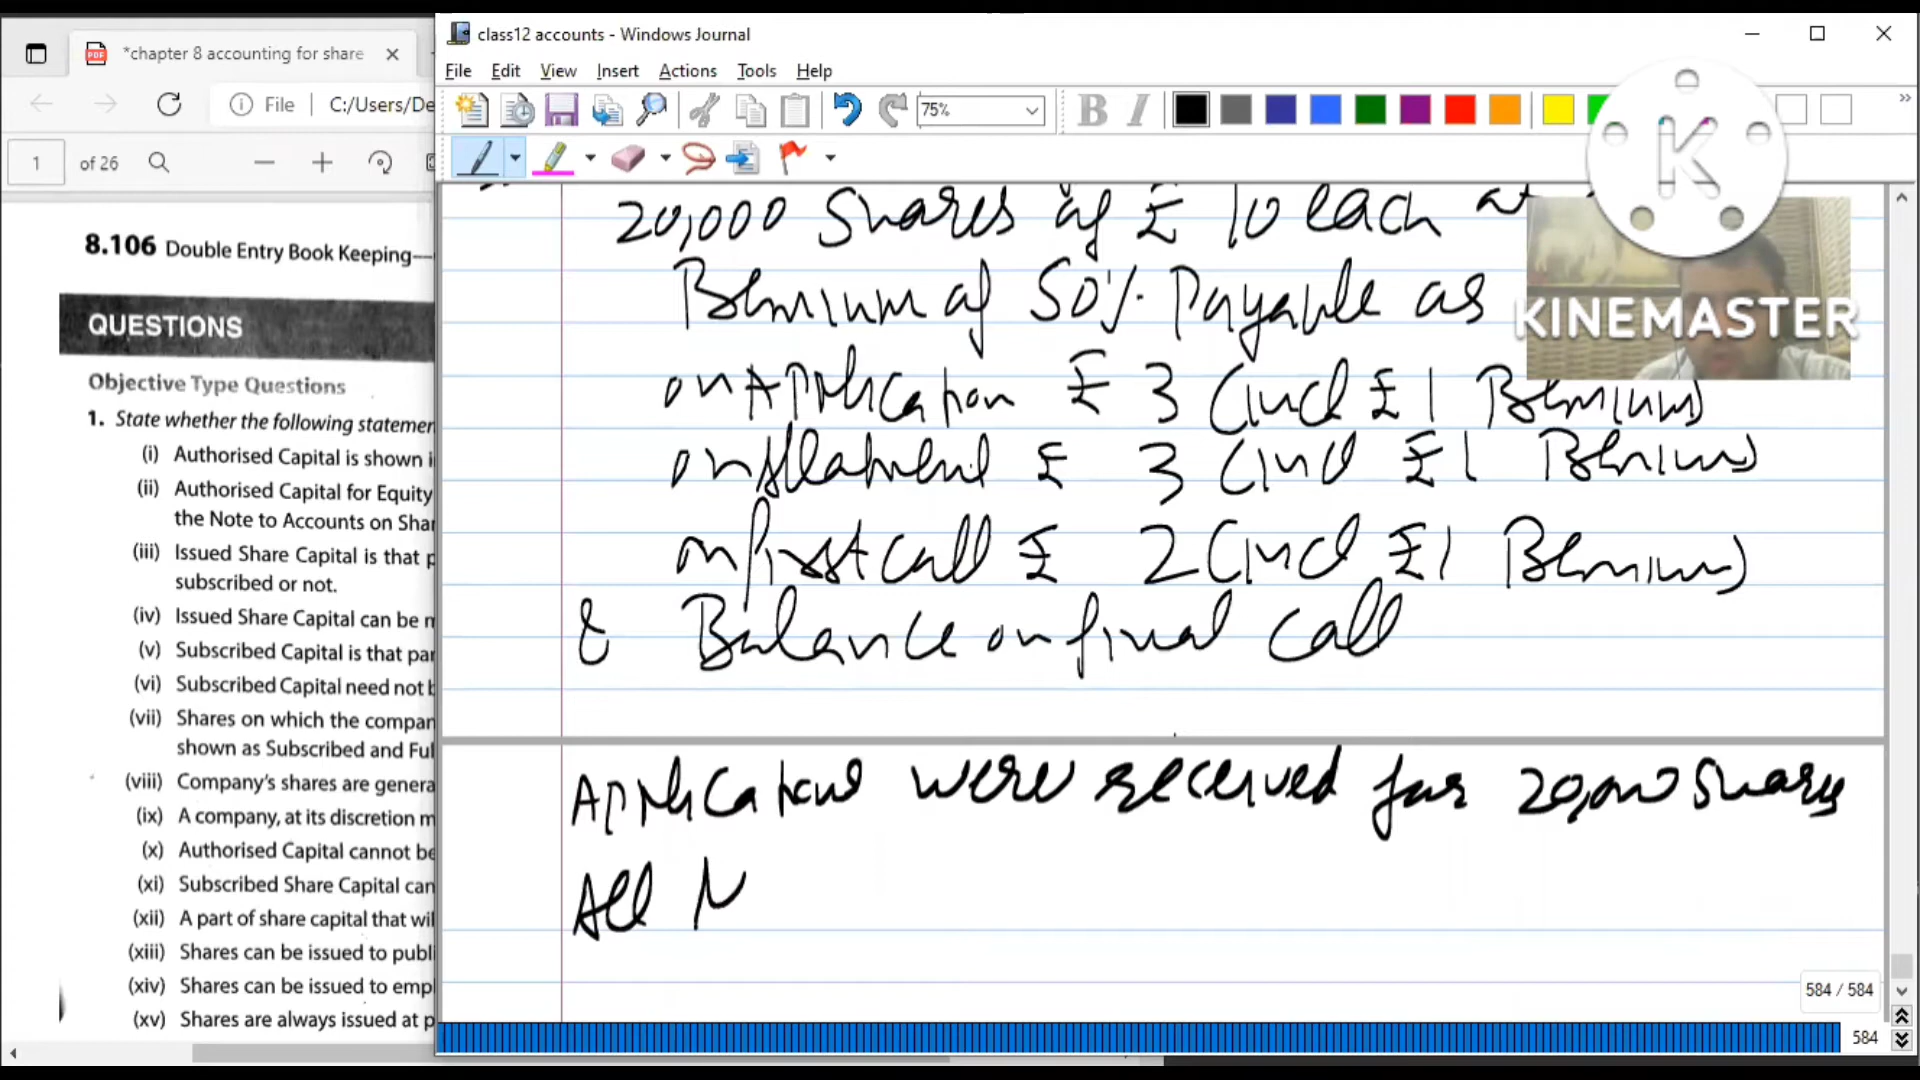 *chapter 8 accounting for share
class12 accounts - Windows Journal
File Edit View Insert Actions Tools Help
File C:/Users/De
75%
B I
1 of 26
K
KINEMASTER
8.106 Double Entry Book Keeping—
QUESTIONS
Objective Type Questions
1. State whether the following statemen
(i) Authorised Capital is shown i
(ii) Authorised Capital for Equity
the Note to Accounts on Shar
(iii) Issued Share Capital is that p
subscribed or not.
(iv) Issued Share Capital can be m
(v) Subscribed Capital is that par
(vi) Subscribed Capital need not b
(vii) Shares on which the compan
shown as Subscribed and Ful
(viii) Company's shares are genera
(ix) A company, at its discretion m
(x) Authorised Capital cannot be
(xi) Subscribed Share Capital can
(xii) A part of share capital that wil
(xiii) Shares can be issued to publi
(xiv) Shares can be issued to empl
(xv) Shares are always issued at p
20,000 Shares of ₤ 10 each at
Premium of 50% Payable as
on Application ₤ 3 (incl ₤1 Premium)
on Allotment ₤ 3 (incl ₤1 Premium)
on first call ₤ 2 (incl ₤1 Premium)
& Balance on final call
Applications were received for 20,000 Shares
All
584 / 584
584